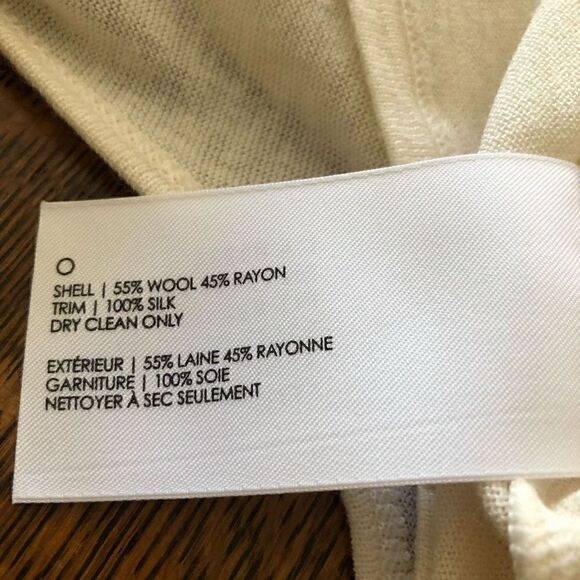 SHELL | 55% WOOL 45% RAYON
TRIM | 100% SILK
DRY CLEAN ONLY
EXTÉRIEUR | 55% LAINE 45% RAYONNE
GARNITURE | 100% SOIE
NETTOYER À SEC SEULEMENT